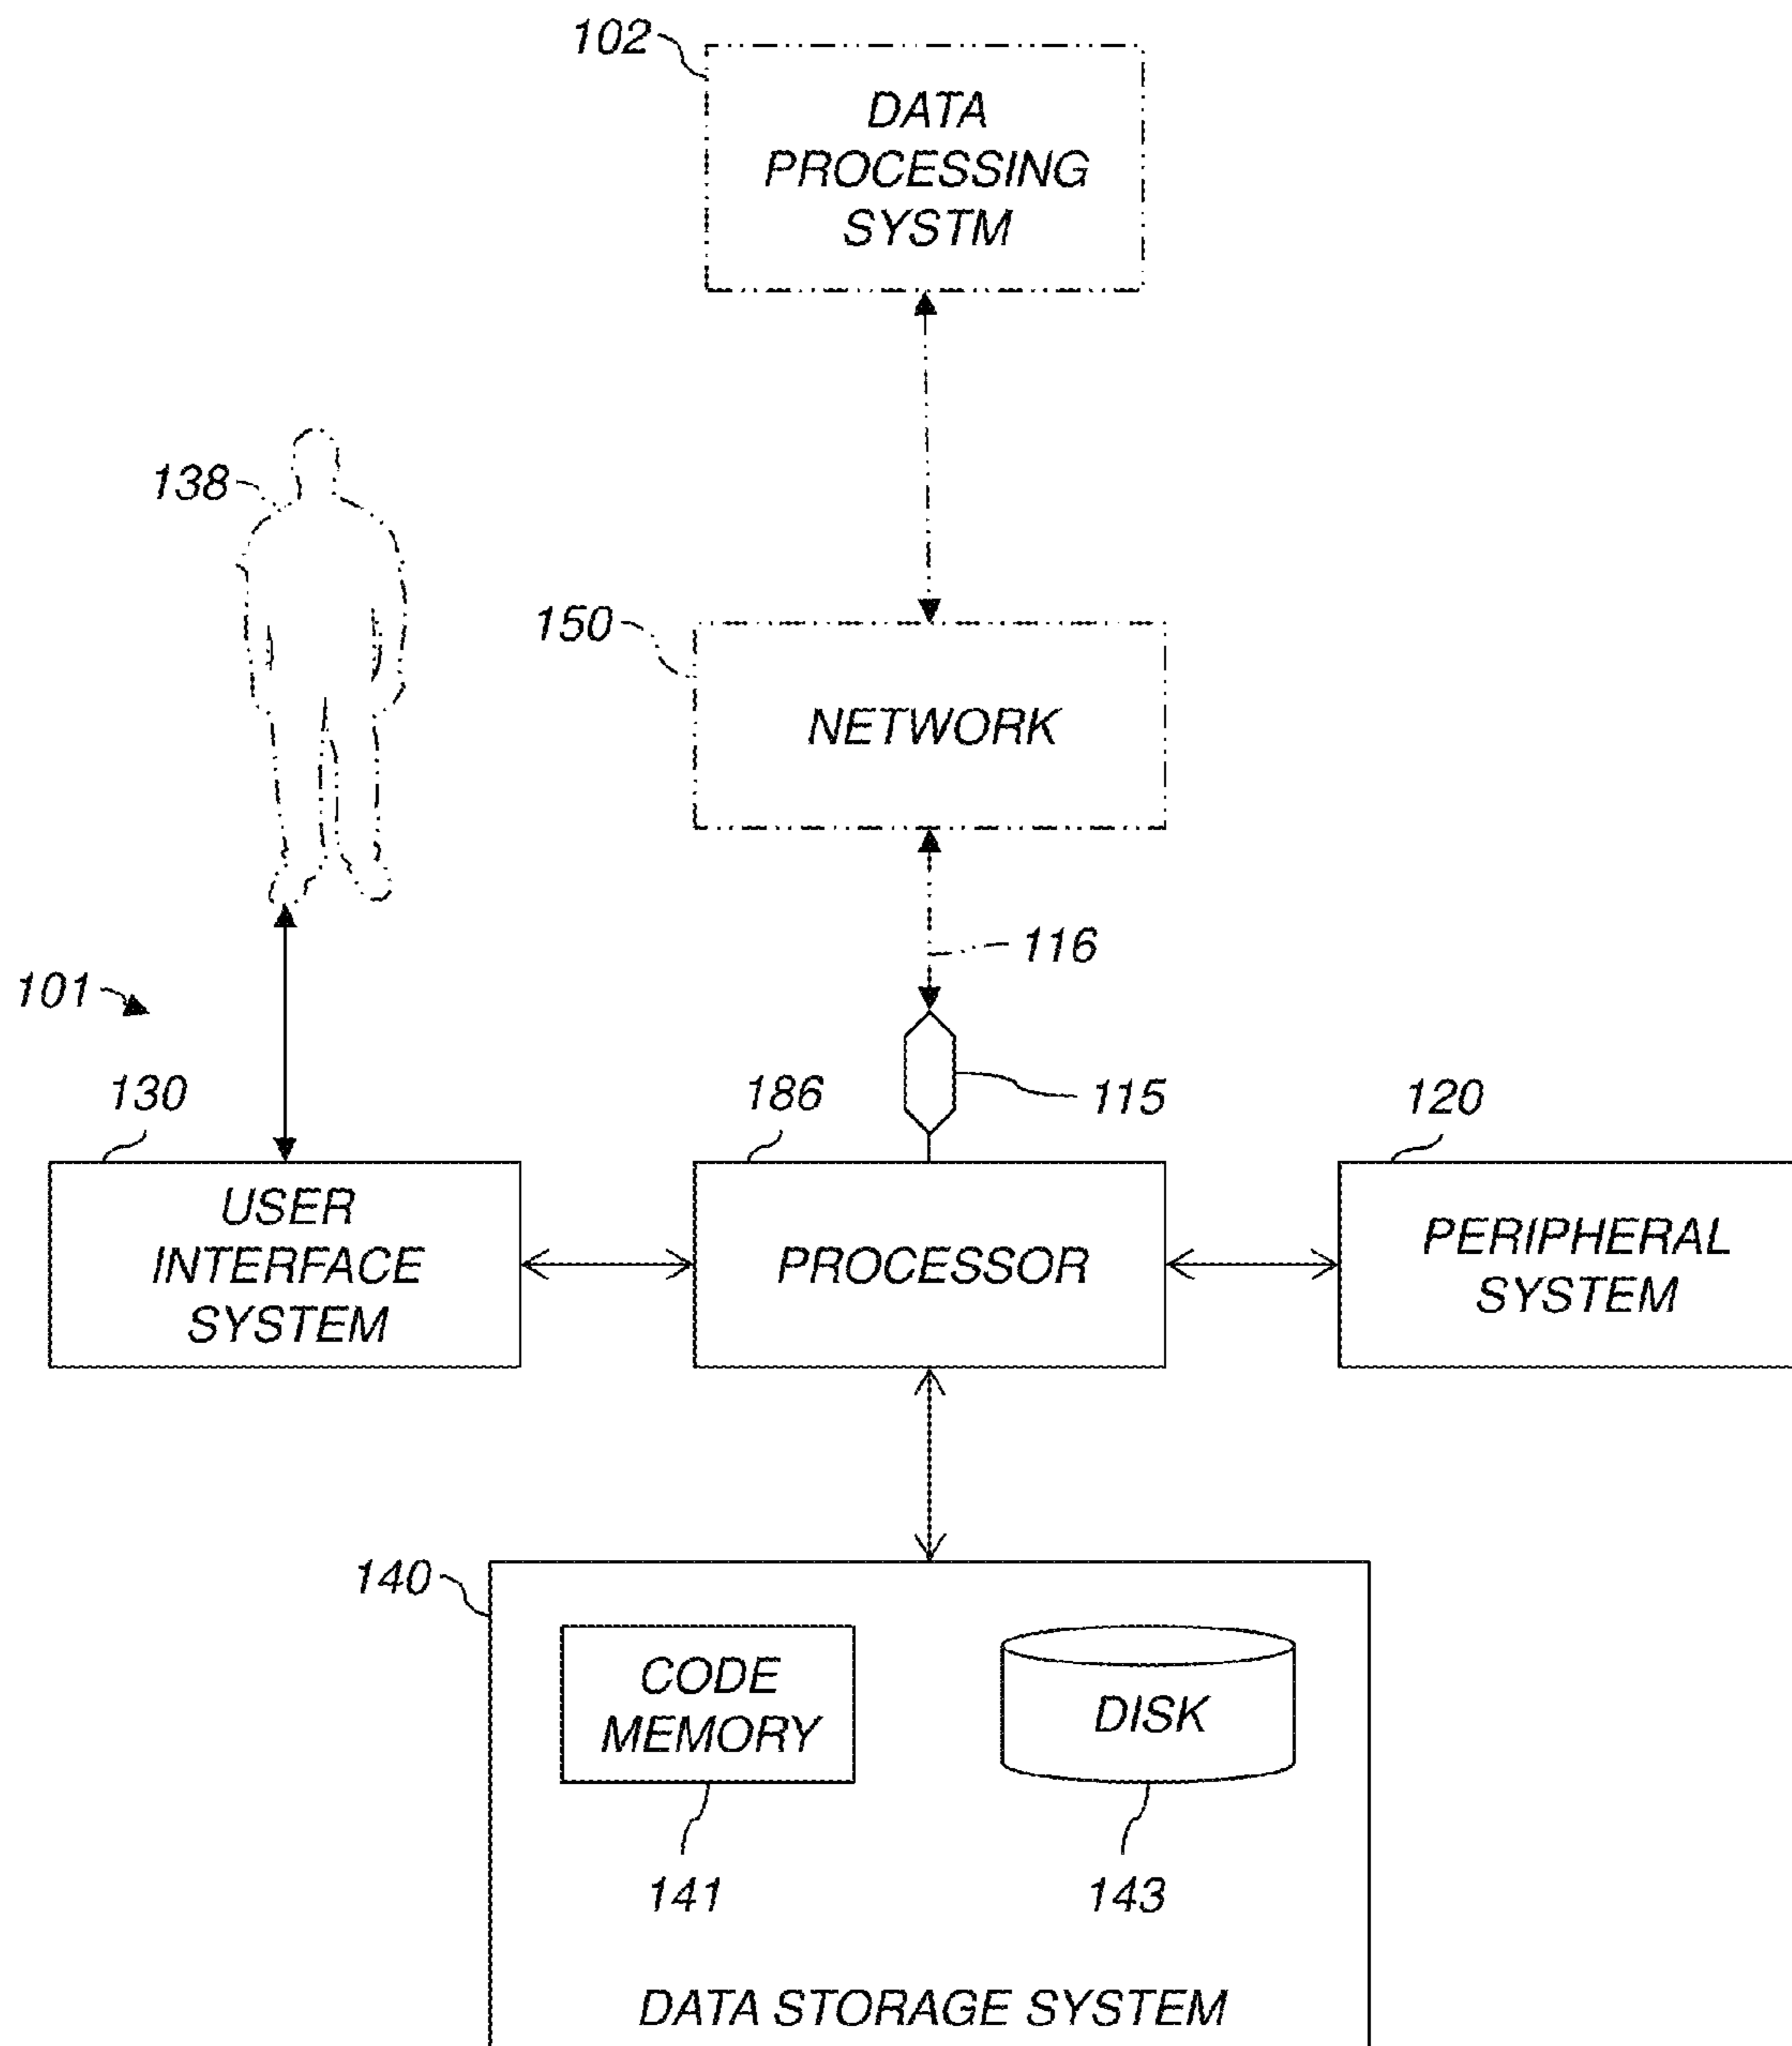 102
DATA
PROCESSING
SYSTM
138
150
NETWORK
116
101
130
186
115
120
USER
INTERFACE
SYSTEM
PROCESSOR
PERIPHERAL
SYSTEM
140
CODE
MEMORY
DISK
141
143
DATA STORAGE SYSTEM